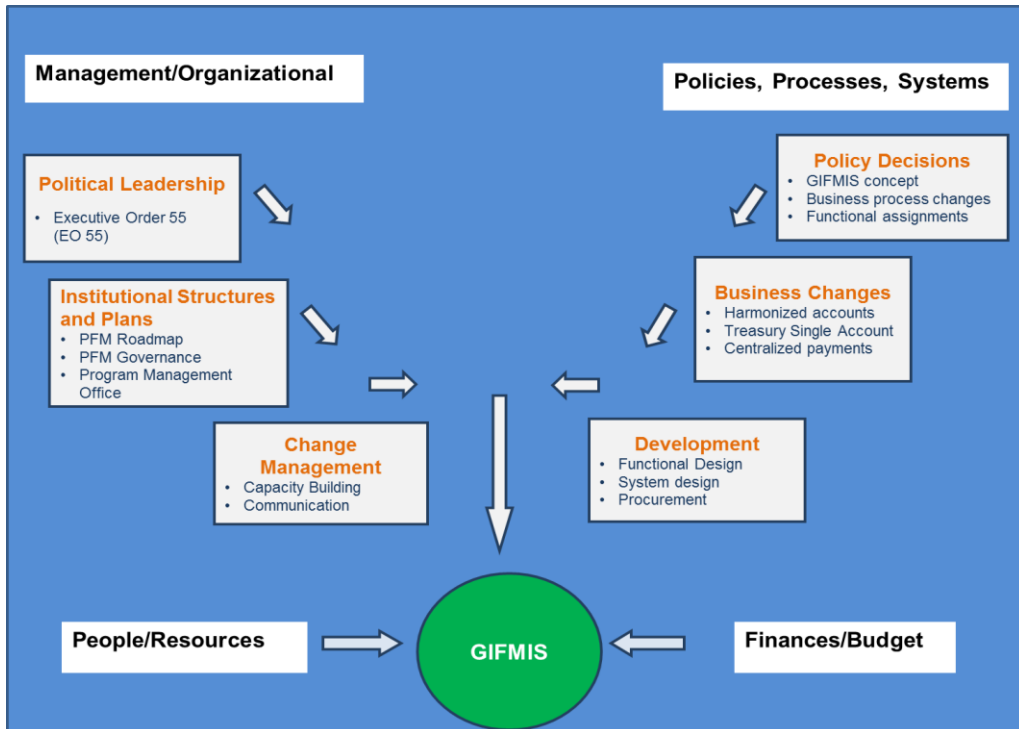 Management/Organizational
Policies, Processes, Systems
Political Leadership
• Executive Order 55
(EO 55)
Policy Decisions
• GIFMIS concept
• Business process changes
• Functional assignments
Institutional Structures
and Plans
• PFM Roadmap
• PFM Governance
• Program Management
Office
Business Changes
• Harmonized accounts
• Treasury Single Account
• Centralized payments
Change
Management
• Capacity Building
• Communication
Development
• Functional Design
• System design
• Procurement
People/Resources
GIFMIS
Finances/Budget